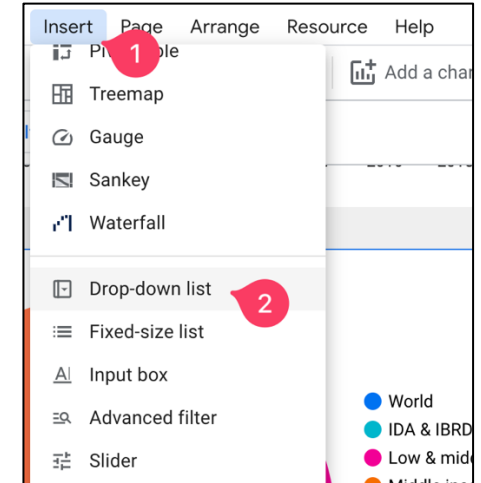 Insert Page Arrange Resource Help
1
Treemap
Add a char
Gauge
Sankey
Waterfall
Drop-down list
2
Fixed-size list
Input box
World
Advanced filter
IDA & IBRD
Slider
Low & midd